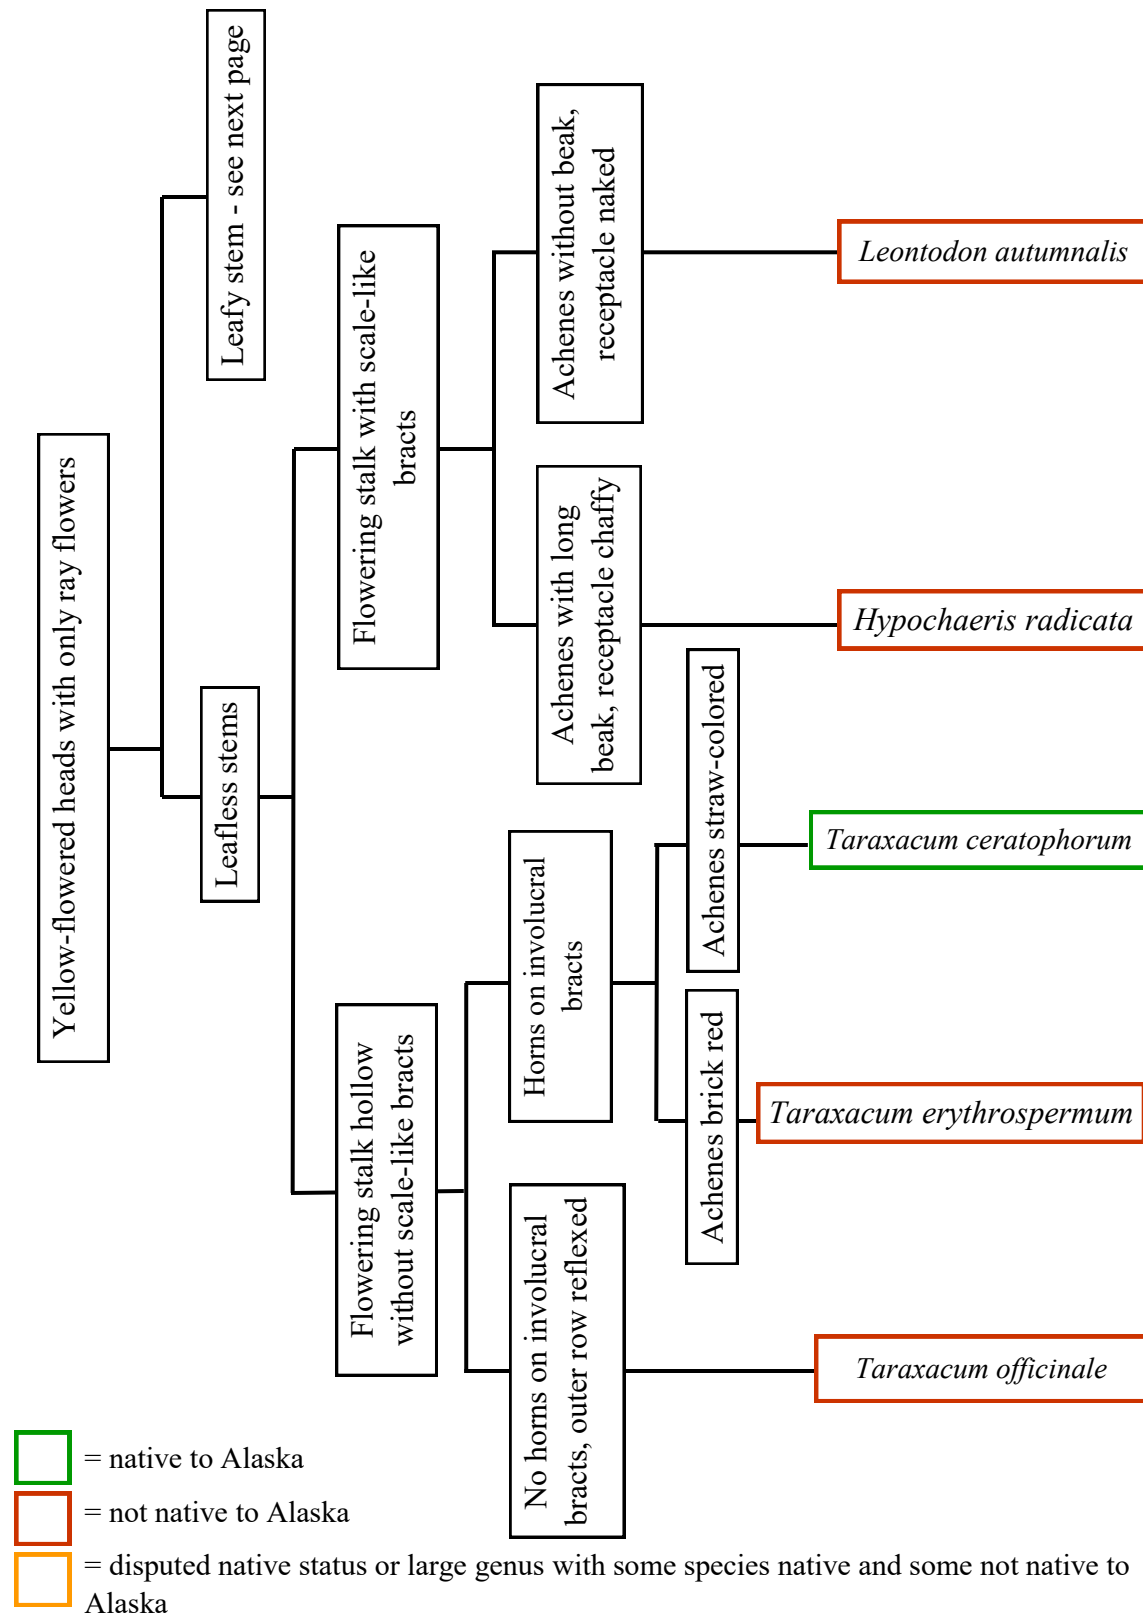 Yellow-flowered heads with only ray flowers
Leafy stem - see next page
Leafless stems
Flowering stalk with scale-like
bracts
Achenes without beak,
receptacle naked
Leontodon autumnalis
Achenes with long
beak, receptacle chaffy
Hypochaeris radicata
Flowering stalk hollow
without scale-like bracts
Horns on involucral
bracts
Achenes straw-colored
Taraxacum ceratophorum
Achenes brick red
Taraxacum erythrospermum
No horns on involucral
bracts, outer row reflexed
Taraxacum officinale
= native to Alaska
= not native to Alaska
= disputed native status or large genus with some species native and some not native to
Alaska